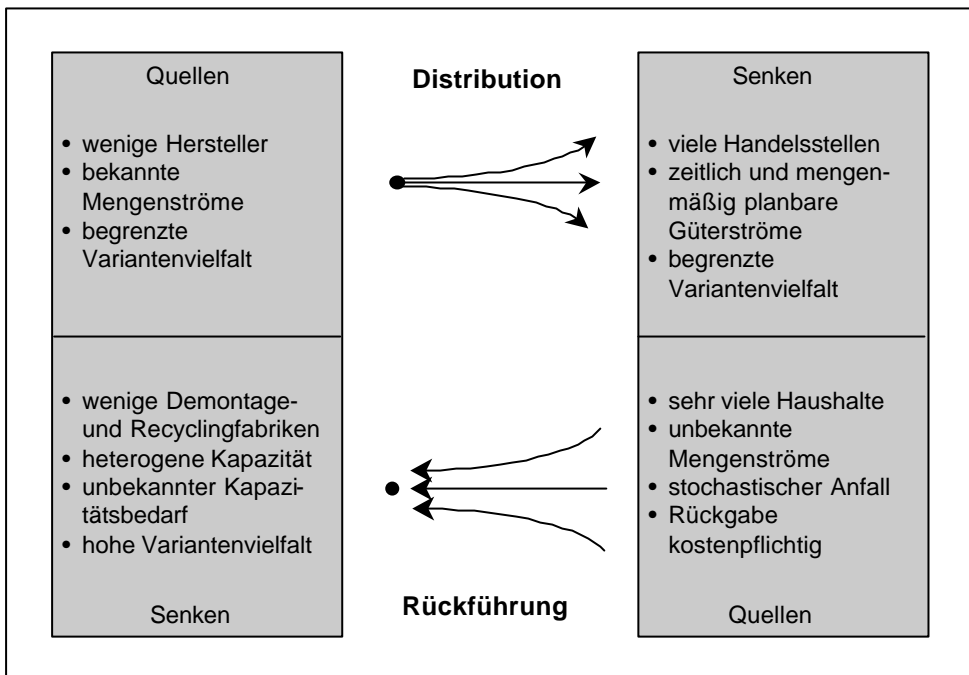 Quellen
• wenige Hersteller
• bekannte
Mengenströme
• begrenzte
Variantenvielfalt
Distribution
Senken
• viele Handelsstellen
• zeitlich und mengen-
mäßig planbare
Güterströme
• begrenzte
Variantenvielfalt
• wenige Demontage-
und Recyclingfabriken
• heterogene Kapazität
• unbekannter Kapazi-
tätsbedarf
• hohe Variantenvielfalt
Senken
Rückführung
• sehr viele Haushalte
• unbekannte
Mengenströme
• stochastischer Anfall
• Rückgabe
kostenpflichtig
Quellen